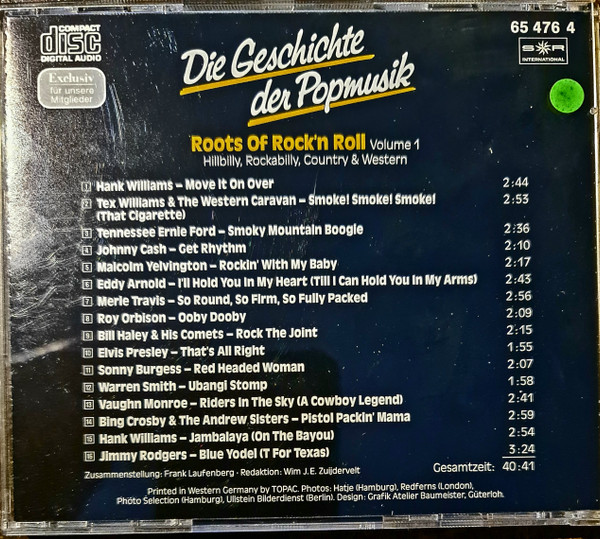 COMPACT
disc
DIGITAL AUDIO
65 476 4
S R
INTERNATIONAL
Exclusiv
für unsere
Mitglieder
Die Geschichte
der Popmusik
Roots Of Rock'n Roll Volume 1
Hillbilly, Rockabilly, Country & Western
1 Hank Williams – Move It On Over 2:44
2 Tex Williams & The Western Caravan – Smoke! Smoke! Smoke! 2:53
(That Cigarette)
3 Tennessee Ernie Ford – Smoky Mountain Boogie 2:36
4 Johnny Cash – Get Rhythm 2:10
5 Malcolm Yelvington – Rockin' With My Baby 2:17
6 Eddy Arnold – I'll Hold You In My Heart (Till I Can Hold You In My Arms) 2:43
7 Merle Travis – So Round, So Firm, So Fully Packed 2:56
8 Roy Orbison – Ooby Dooby 2:09
9 Bill Haley & His Comets – Rock The Joint 2:15
10 Elvis Presley – That's All Right 1:55
11 Sonny Burgess – Red Headed Woman 2:07
12 Warren Smith – Ubangi Stomp 1:58
13 Vaughn Monroe – Riders In The Sky (A Cowboy Legend) 2:41
14 Bing Crosby & The Andrew Sisters – Pistol Packin' Mama 2:59
15 Hank Williams – Jambalaya (On The Bayou) 2:54
16 Jimmy Rodgers – Blue Yodel (T For Texas) 3:24
Zusammenstellung: Frank Laufenberg · Redaktion: Wim J.E. Zuijdervelt Gesamtzeit: 40:41
Printed in Western Germany by TOPAC. Photos: Hatje (Hamburg), Redferns (London),
Photo Selection (Hamburg), Ullstein Bilderdienst (Berlin). Design: Grafik Atelier Baumeister, Güterloh.